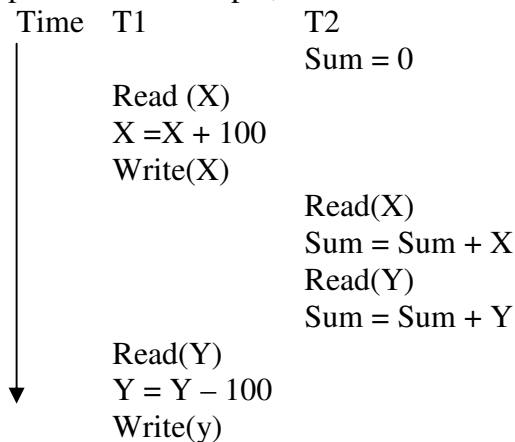 Time T1 T2
Sum = 0
Read (X)
X =X + 100
Write(X)
Read(X)
Sum = Sum + X
Read(Y)
Sum = Sum + Y
Read(Y)
Y = Y – 100
Write(y)